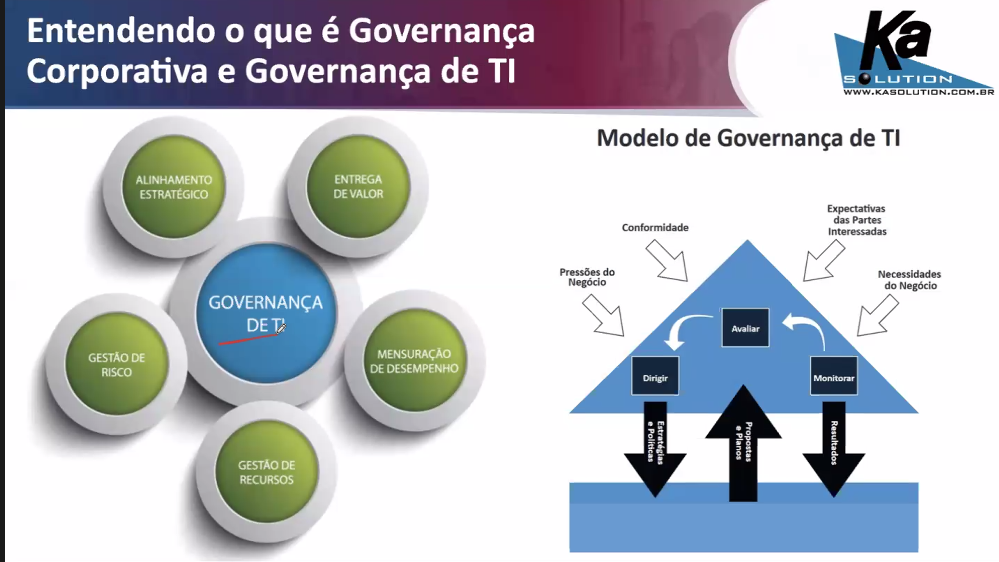 Entendendo o que é Governança
Corporativa e Governança de TI
Ka
SOLUTION
WWW.KASOLUTION.COM.BR
ALINHAMENTO
ESTRATÉGICO
ENTREGA
DE VALOR
GOVERNANÇA
DE TI
GESTÃO DE
RISCO
MENSURAÇÃO
DE DESEMPENHO
GESTÃO DE
RECURSOS
Modelo de Governança de TI
Conformidade
Expectativas
das Partes
Interessadas
Pressões do
Negócio
Necessidades
do Negócio
Avaliar
Dirigir
Monitorar
Estratégias
e Políticas
Propostas
e Planos
Resultados